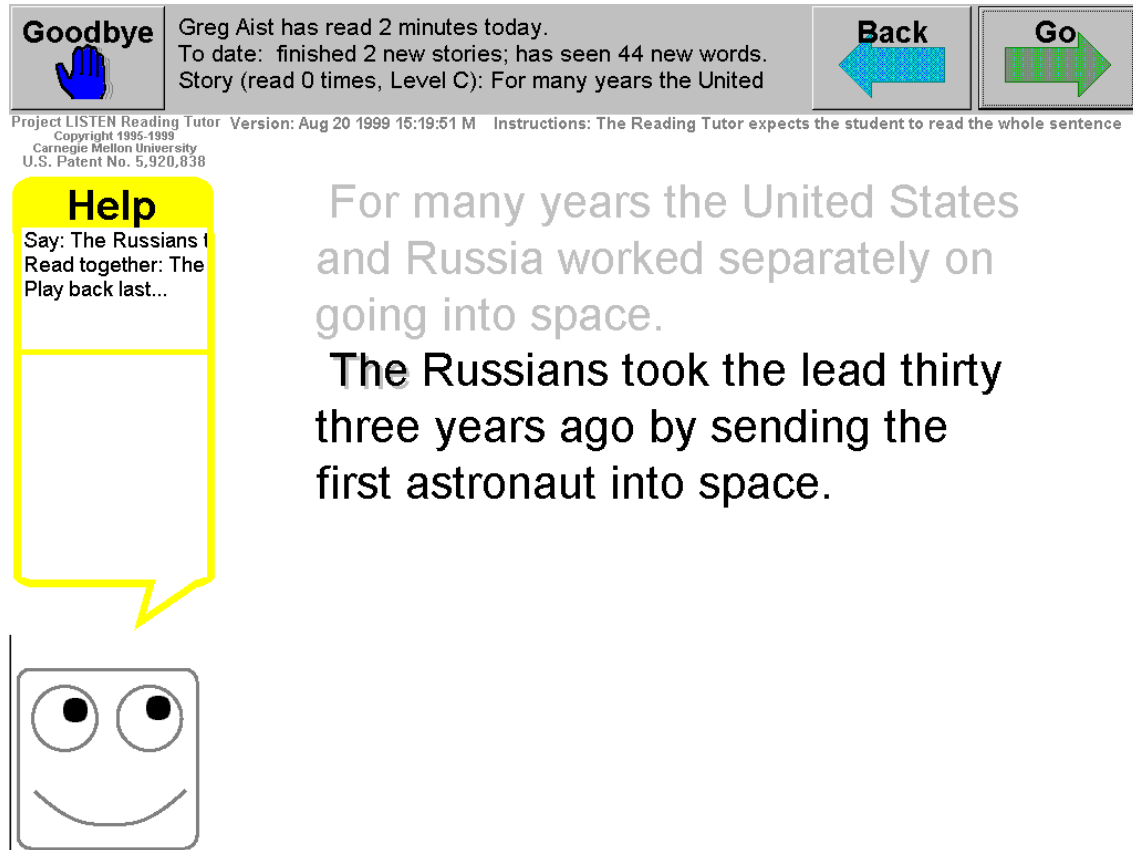 Goodbye
Greg Aist has read 2 minutes today.
To date: finished 2 new stories; has seen 44 new words.
Story (read 0 times, Level C): For many years the United
Back
Go
Project LISTEN Reading Tutor
Copyright 1995-1999
Carnegie Mellon University
U.S. Patent No. 5,920,838
Version: Aug 20 1999 15:19:51 M Instructions: The Reading Tutor expects the student to read the whole sentence
Help
Say: The Russians t
Read together: The
Play back last...
For many years the United States
and Russia worked separately on
going into space.
The Russians took the lead thirty
three years ago by sending the
first astronaut into space.